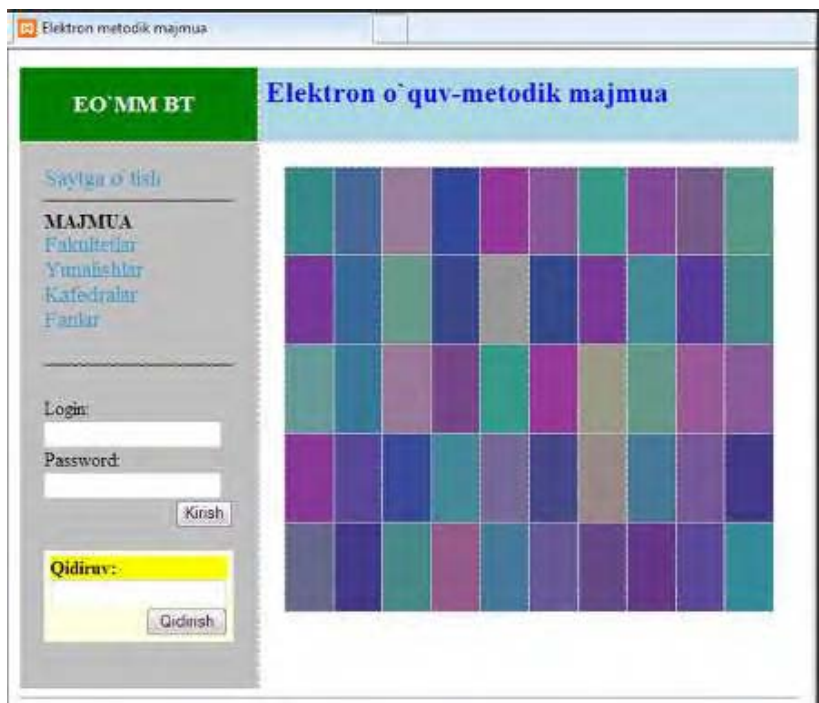 Elektron metodik majmua
EO`MM BT
Elektron o`quv-metodik majmua
Saytga o`tish
MAJMUA
Fakultetlar
Yunalishlar
Kafedralar
Fanlar
Login:
Password:
Kirish
Qidiruv:
Qidirish